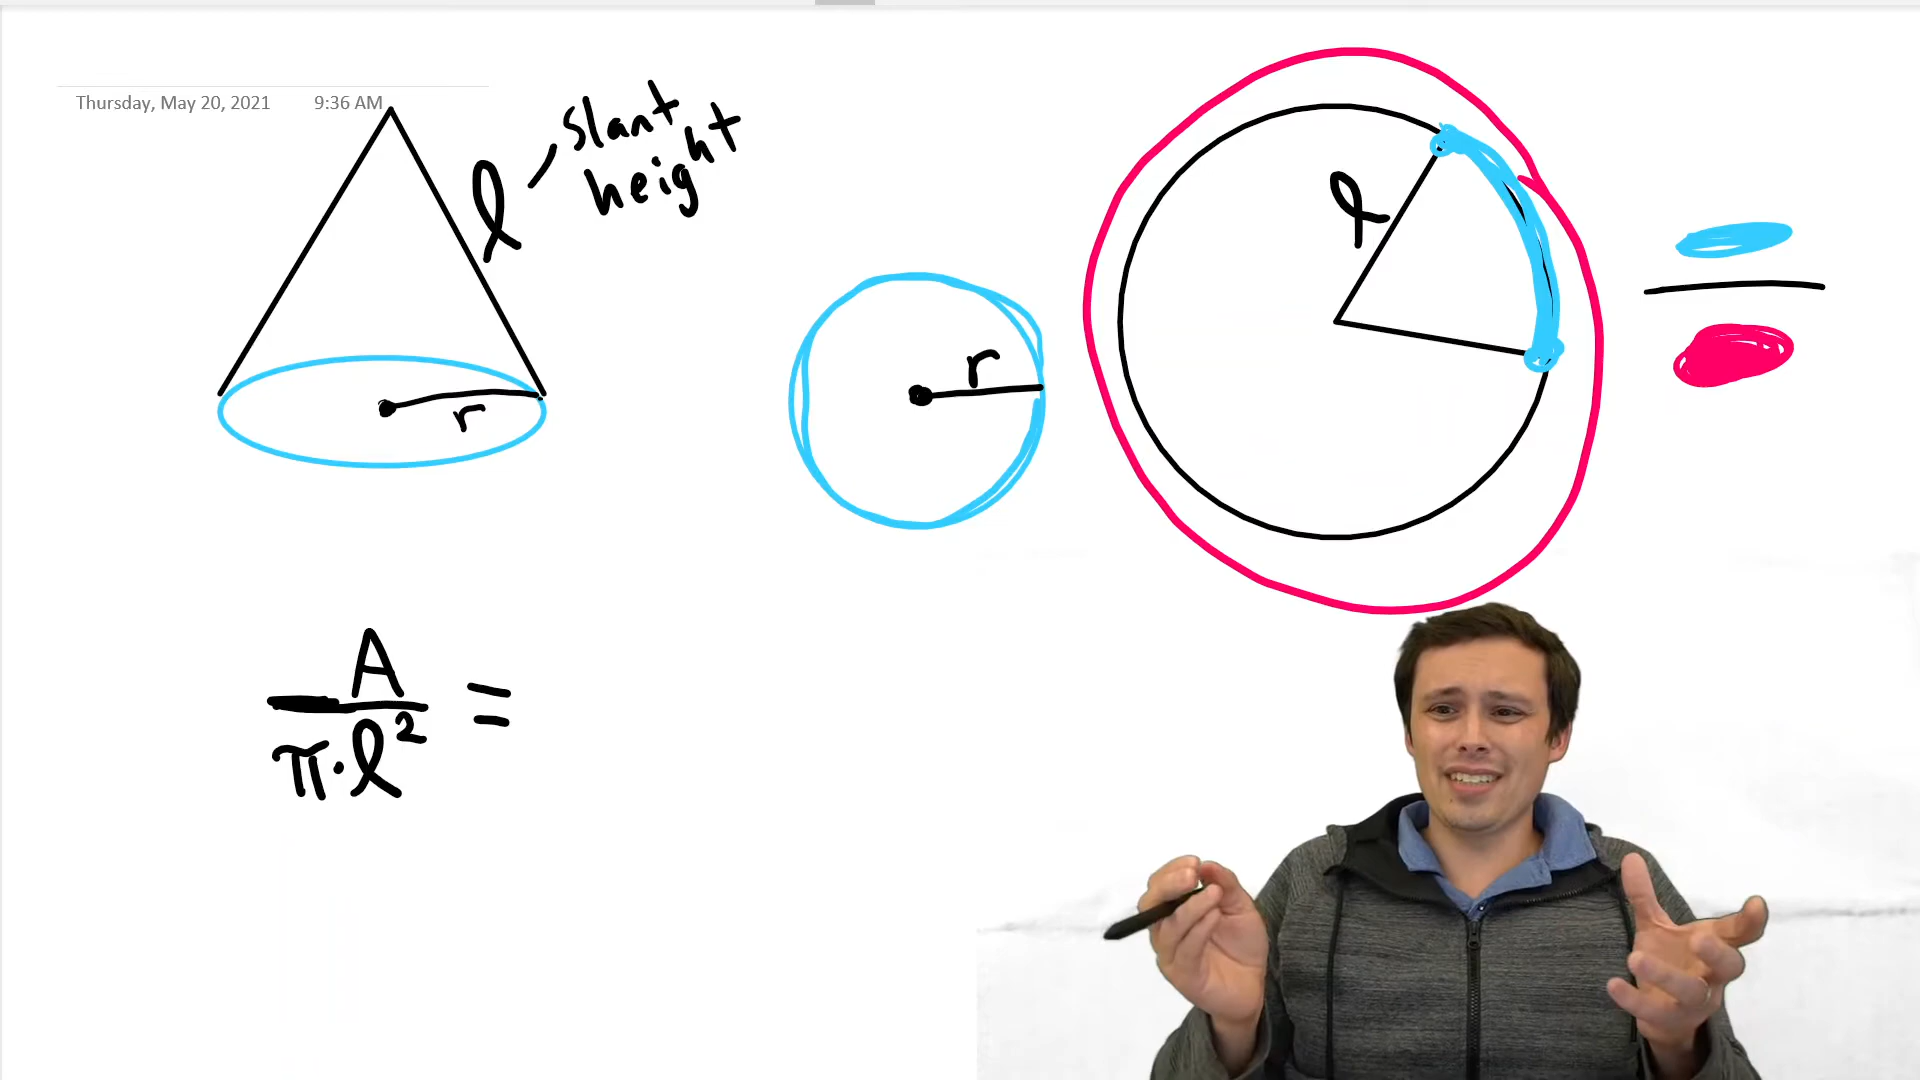 Thursday, May 20, 2021 9:36 AM
slant
height
ℓ
r
r
ℓ
A
π·ℓ² =